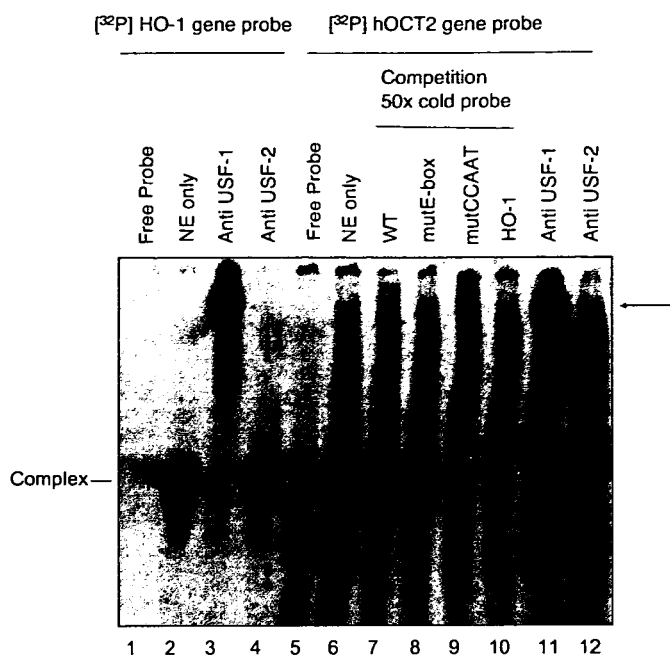 [³²P] HO-1 gene probe
[³²P] hOCT2 gene probe
Competition
50x cold probe
Free Probe
NE only
Anti USF-1
Anti USF-2
Free Probe
NE only
WT
mutE-box
mutCCAAT
HO-1
Anti USF-1
Anti USF-2
Complex
1 2 3 4 5 6 7 8 9 10 11 12